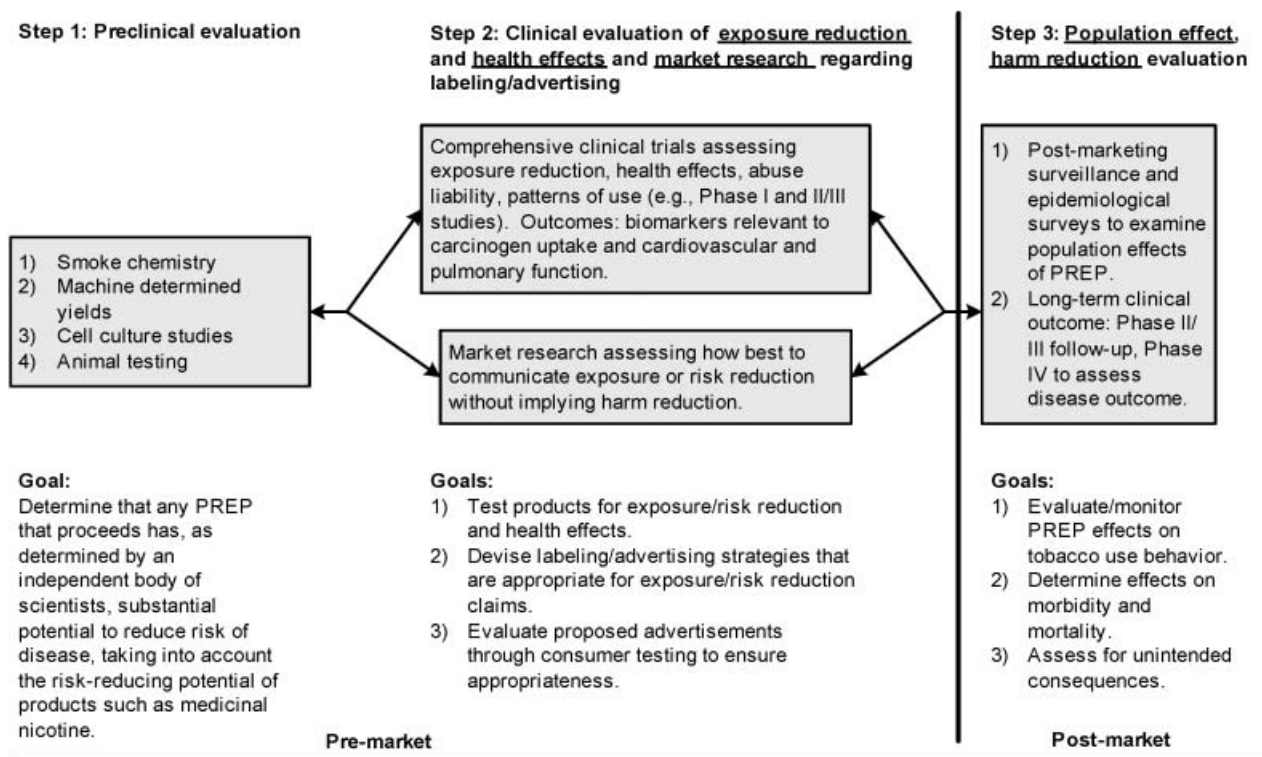 Step 1: Preclinical evaluation
Step 2: Clinical evaluation of exposure reduction
and health effects and market research regarding
labeling/advertising
Step 3: Population effect,
harm reduction evaluation
1) Smoke chemistry
2) Machine determined
yields
3) Cell culture studies
4) Animal testing
Comprehensive clinical trials assessing
exposure reduction, health effects, abuse
liability, patterns of use (e.g., Phase I and II/III
studies). Outcomes: biomarkers relevant to
carcinogen uptake and cardiovascular and
pulmonary function.
Market research assessing how best to
communicate exposure or risk reduction
without implying harm reduction.
1) Post-marketing
surveillance and
epidemiological
surveys to examine
population effects
of PREP.
2) Long-term clinical
outcome: Phase II/
III follow-up, Phase
IV to assess
disease outcome.
Goal:
Determine that any PREP
that proceeds has, as
determined by an
independent body of
scientists, substantial
potential to reduce risk of
disease, taking into account
the risk-reducing potential of
products such as medicinal
nicotine.
Goals:
1) Test products for exposure/risk reduction
and health effects.
2) Devise labeling/advertising strategies that
are appropriate for exposure/risk reduction
claims.
3) Evaluate proposed advertisements
through consumer testing to ensure
appropriateness.
Goals:
1) Evaluate/monitor
PREP effects on
tobacco use behavior.
2) Determine effects on
morbidity and
mortality.
3) Assess for unintended
consequences.
Pre-market
Post-market